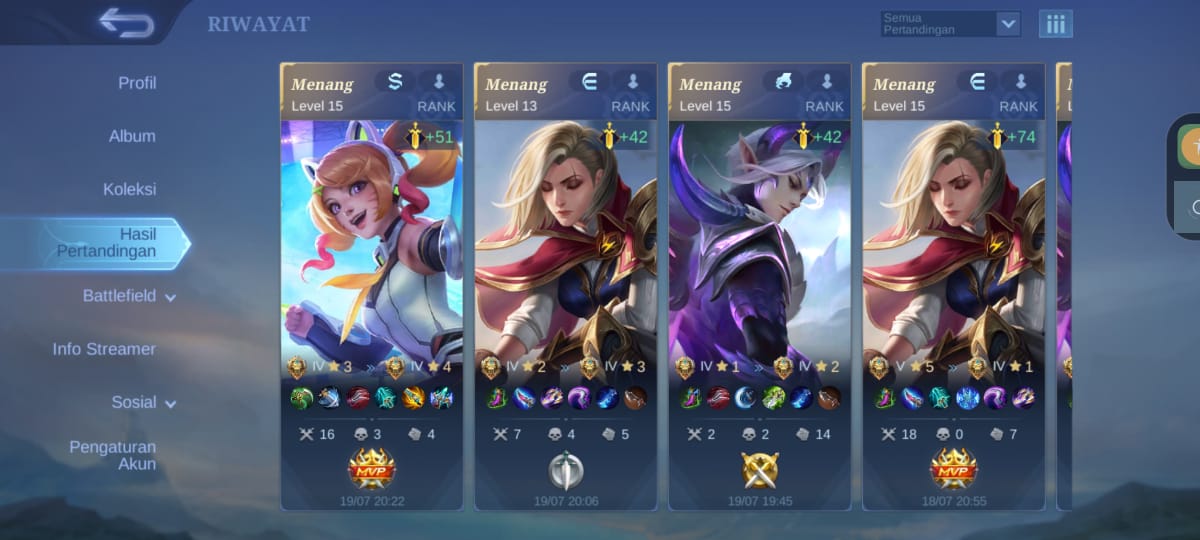 RIWAYAT
Semua
Pertandingan
Profil
Album
Koleksi
Hasil
Pertandingan
Battlefield
Info Streamer
Sosial
Pengaturan
Akun
Menang
Level 15
RANK
+51
IV 3 » IV 4
16 3 4
MVP
19/07 20:22
Menang
Level 13
RANK
+42
IV 2 » IV 3
7 4 5
19/07 20:06
Menang
Level 15
RANK
+42
IV 1 » IV 2
2 2 14
19/07 19:45
Menang
Level 15
RANK
+74
V 5 » IV 1
18 0 7
MVP
18/07 20:55